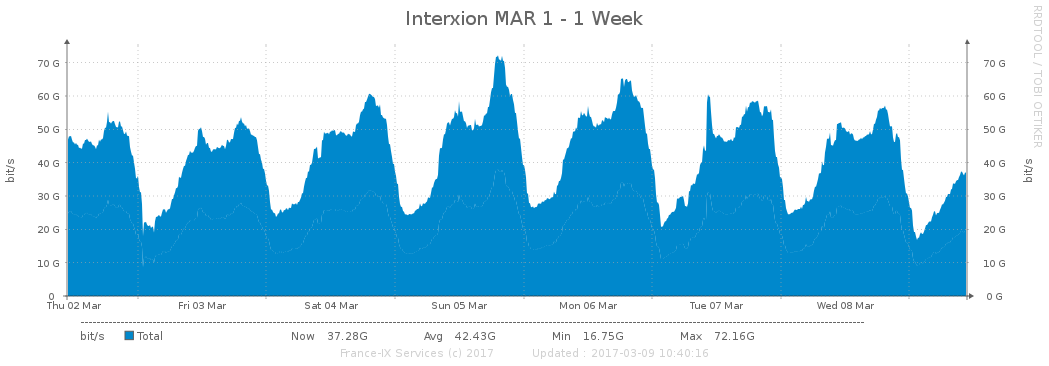 Interxion MAR 1 - 1 Week
RRDTOOL / TOBI OETIKER
bit/s
70 G 70 G
60 G 60 G
50 G 50 G
40 G 40 G
30 G 30 G
20 G 20 G
10 G 10 G
0 0 G
bit/s
Thu 02 Mar Fri 03 Mar Sat 04 Mar Sun 05 Mar Mon 06 Mar Tue 07 Mar Wed 08 Mar
bit/s Total Now 37.28G Avg 42.43G Min 16.75G Max 72.16G
France-IX Services (c) 2017 Updated : 2017-03-09 10:40:16